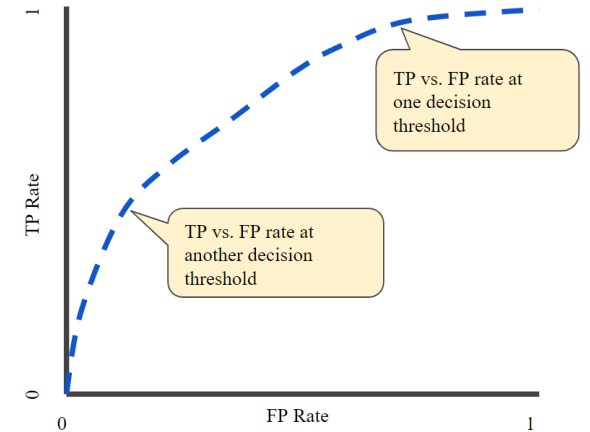 1
TP vs. FP rate at
one decision
threshold
TP Rate
TP vs. FP rate at
another decision
threshold
0
0
FP Rate
1